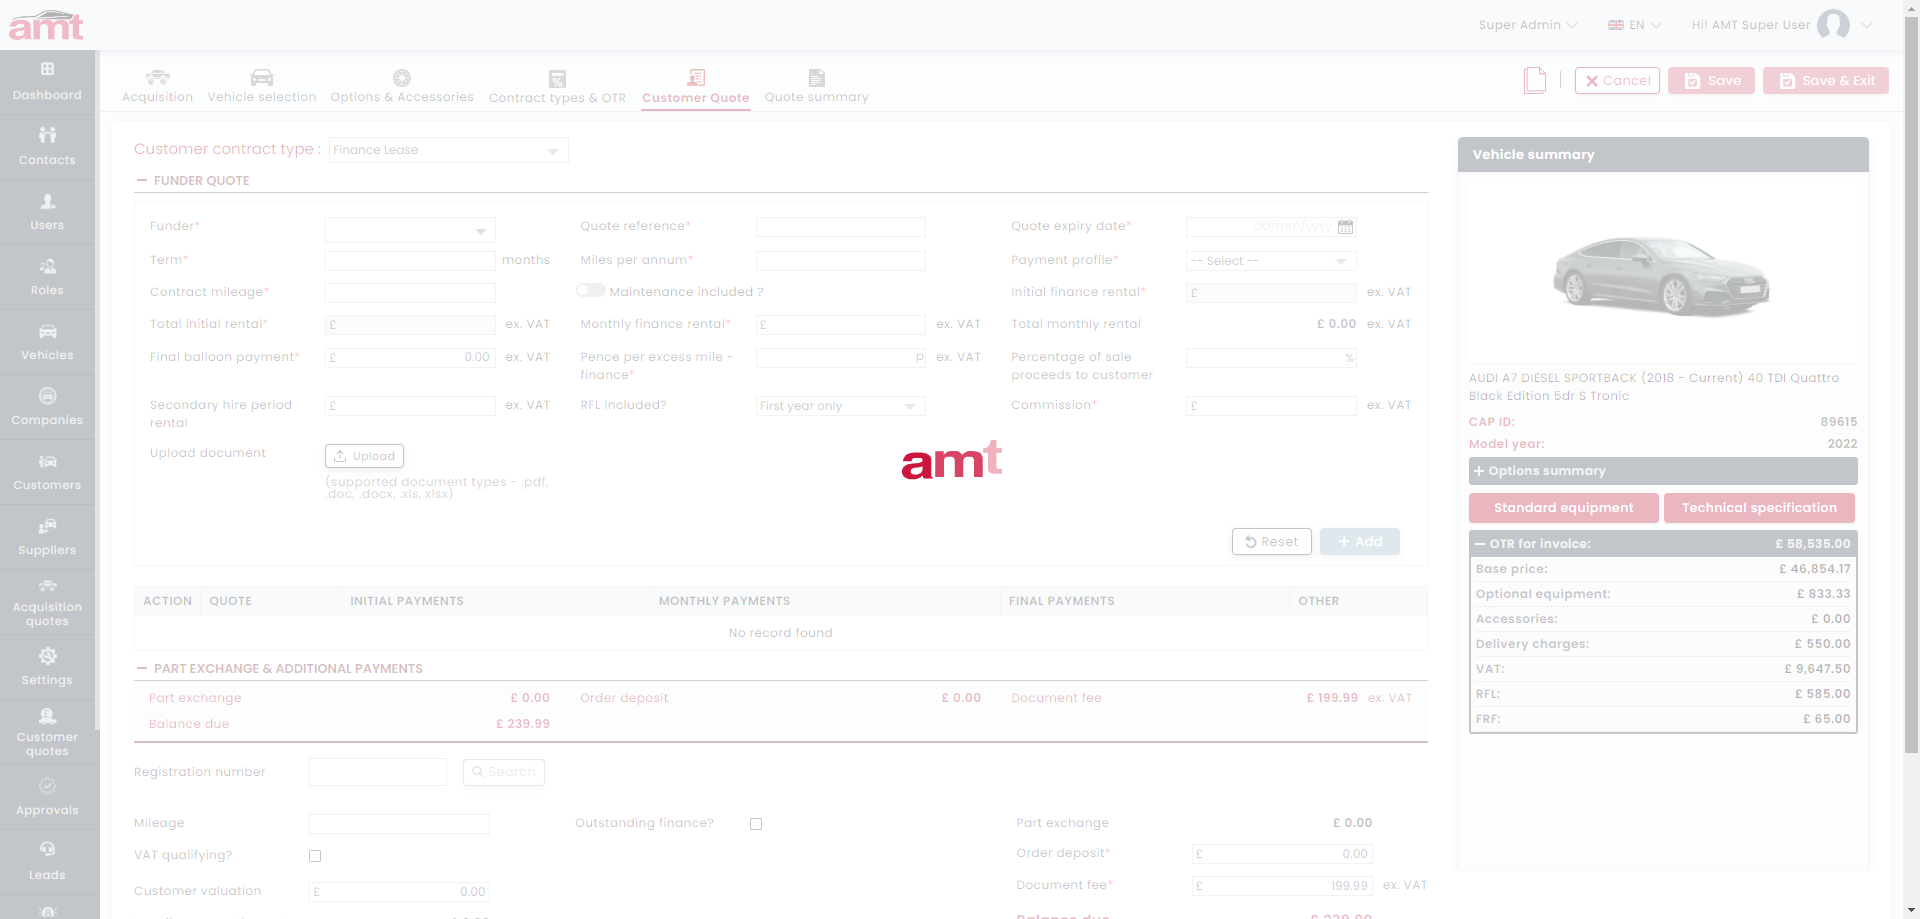 amt
Super Admin
EN
Hi! AMT Super User
Dashboard
Contacts
Users
Roles
Vehicles
Companies
Customers
Suppliers
Acquisition
quotes
Settings
Customer
quotes
Approvals
Leads
Acquisition
Vehicle selection
Options & Accessories
Contract types & OTR
Customer Quote
Quote summary
Cancel
Save
Save & Exit
Customer contract type :
Finance Lease
FUNDER QUOTE
Funder*
Quote reference*
Quote expiry date*
dd/mm/yyyy
Term*
months
Miles per annum*
Payment profile*
-- Select --
Contract mileage*
Maintenance included ?
Initial finance rental*
£
ex. VAT
Total initial rental*
£
ex. VAT
Monthly finance rental*
£
ex. VAT
Total monthly rental
£ 0.00 ex. VAT
Final balloon payment*
£ 0.00
ex. VAT
Pence per excess mile -
finance*
p
ex. VAT
Percentage of sale
proceeds to customer
%
Secondary hire period
rental
£
ex. VAT
RFL included?
First year only
Commission*
£
ex. VAT
Upload document
Upload
(supported document types - .pdf,
.doc, .docx, .xls, xlsx)
amt
Reset
+ Add
ACTION
QUOTE
INITIAL PAYMENTS
MONTHLY PAYMENTS
FINAL PAYMENTS
OTHER
No record found
PART EXCHANGE & ADDITIONAL PAYMENTS
Part exchange
£ 0.00
Order deposit
£ 0.00
Document fee
£ 199.99 ex. VAT
Balance due
£ 239.99
Registration number
Search
Mileage
Outstanding finance?
Part exchange
£ 0.00
VAT qualifying?
Order deposit*
£ 0.00
Customer valuation
£ 0.00
Document fee*
£ 199.99 ex. VAT
Balance due
£ 239.99
Vehicle summary
AUDI A7 DIESEL SPORTBACK (2018 - Current) 40 TDI Quattro
Black Edition 5dr S Tronic
CAP ID:
89615
Model year:
2022
+ Options summary
Standard equipment
Technical specification
OTR for invoice:
£ 58,535.00
Base price:
£ 46,854.17
Optional equipment:
£ 833.33
Accessories:
£ 0.00
Delivery charges:
£ 550.00
VAT:
£ 9,647.50
RFL:
£ 585.00
FRF:
£ 65.00